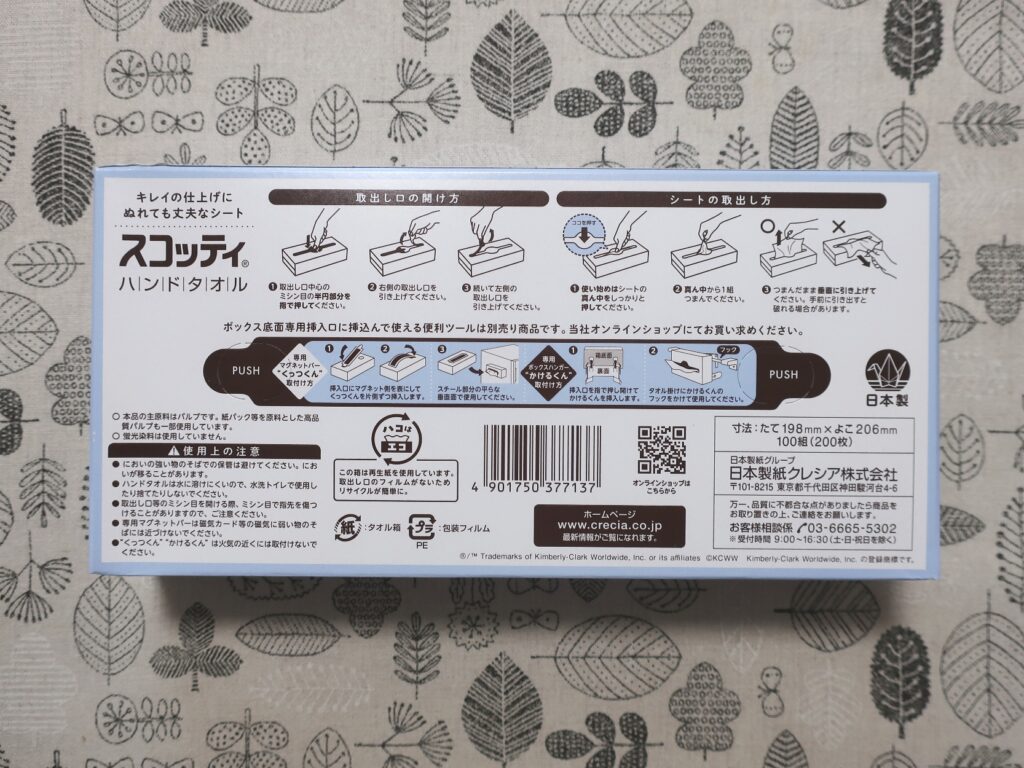 キレイの仕上げに
ぬれても丈夫なシート
スコッティ®
ハンドタオル
取出し口の開け方
❶取出し口中心の
ミシン目の半円部分を
指で押してください。
❷右側の取出し口を
引き上げてください。
❸続いて左側の
取出し口を
引き上げてください。
シートの取出し方
ココを押す
❶使い始めはシートの
真ん中をしっかりと
押してください。
❷真ん中から1組
つまんでください。
❸つまんだまま垂直に引き上げて
ください。手前に引き出すと
破れる場合があります。
ボックス底面専用挿入口に挿込んで使える便利ツールは別売り商品です。当社オンラインショップにてお買い求めください。
PUSH
専用
マグネットバー
“くっつくん”
取付け方
❶
❷
挿入口にマグネット側を表にして
くっつくんを片側ずつ挿入します。
❸
スチール部分の平らな
垂直面で使用してください。
専用
ボックスハンガー
“かけるくん”
取付け方
❶
箱底面
裏面
挿入口を指で押し開けて
かけるくんを挿入します。
❷
フック
タオル掛けにかけるくんの
フックをかけて使用してください。
PUSH
日本製
○ 本品の主原料はパルプです。紙パック等を原料とした高品
質パルプも一部使用しています。
○ 蛍光染料は使用していません。
使用上の注意
● においの強い物のそばでの保管は避けてください。にお
いが移ることがあります。
● ハンドタオルは水に溶けにくいので、水洗トイレで使用し
たり捨てたりしないでください。
● 取出し口等のミシン目を開ける際、ミシン目で指先を傷つ
けることがありますので、ご注意ください。
● 専用マグネットバーは磁気カード等の磁気に弱い物のそ
ばには近づけないでください。
● “くっつくん” “かけるくん” は火気の近くには取付けないで
ください。
ハコは
エコ
この箱は再生紙を使用しています。
取出し口のフィルムがないため
リサイクルが簡単に。
紙:タオル箱
プラ:包装フィルム
PE
4 901750 377137
オンラインショップは
こちらから
ホームページ
www.crecia.co.jp
最新情報がご覧になれます。
寸法:たて198mm×よこ206mm
100組(200枚)
日本製紙グループ
日本製紙クレシア株式会社
〒101-8215 東京都千代田区神田駿河台4-6
万一、品質に不都合な点がありましたら商品を
お取り置きの上、ご連絡をお願いします。
お客様相談係 03-6665-5302
※受付時間 9:00~16:30(土・日・祝日を除く)
®/™ Trademarks of Kimberly-Clark Worldwide, Inc. or its affiliates ©KCWW Kimberly-Clark Worldwide, Inc. の登録商標です。